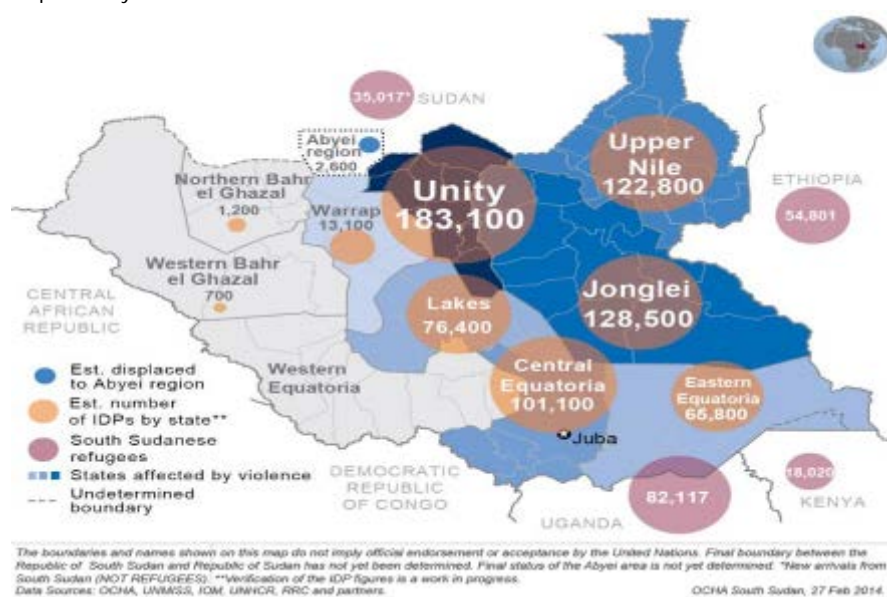 35,017* SUDAN
Abyei
region
2,600
Upper
Nile
122,800
ETHIOPIA
54,801
Northern Bahr
el Ghazal
1,200
Unity
183,100
Warrap
13,100
Western Bahr
el Ghazal
700
CENTRAL
AFRICAN
REPUBLIC
Lakes
76,400
Jonglei
128,500
Western
Equatoria
Central
Equatoria
101,100
Eastern
Equatoria
65,800
Juba
Est. displaced
to Abyei region
Est. number
of IDPs by state**
South Sudanese
refugees
States affected by violence
Undetermined
boundary
DEMOCRATIC
REPUBLIC
OF CONGO
UGANDA
82,117
18,020
KENYA
The boundaries and names shown on this map do not imply official endorsement or acceptance by the United Nations. Final boundary between the
Republic of South Sudan and Republic of Sudan has not yet been determined. Final status of the Abyei area is not yet determined. *New arrivals from
South Sudan (NOT REFUGEES). **Verification of the IDP figures is a work in progress.
Data Sources: OCHA, UNMISS, IOM, UNHCR, RRC and partners.
OCHA South Sudan, 27 Feb 2014.